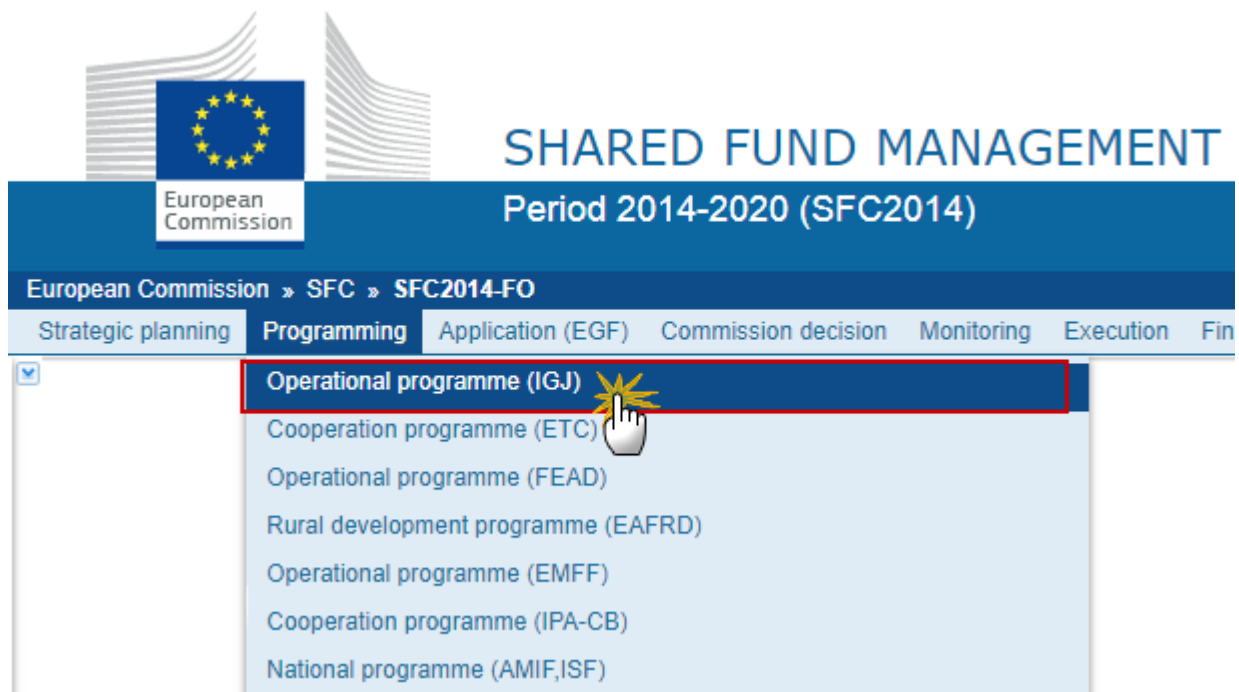 SHARED FUND MANAGEMENT
European
Commission
Period 2014-2020 (SFC2014)
European Commission » SFC » SFC2014-FO
Strategic planning Programming Application (EGF) Commission decision Monitoring Execution Fin
Operational programme (IGJ)
Cooperation programme (ETC)
Operational programme (FEAD)
Rural development programme (EAFRD)
Operational programme (EMFF)
Cooperation programme (IPA-CB)
National programme (AMIF,ISF)